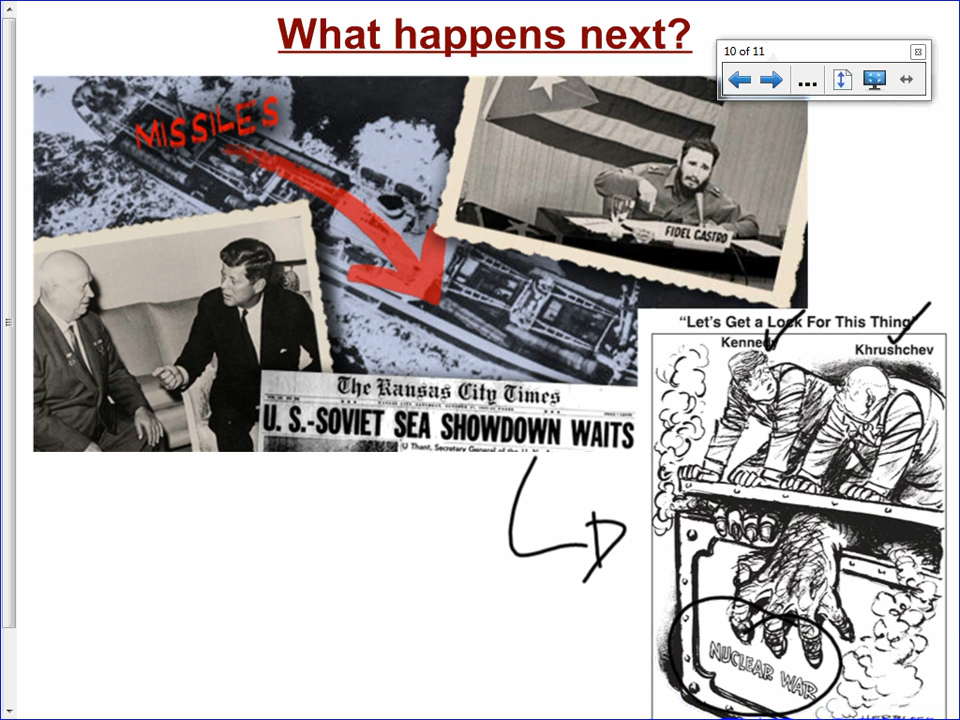 What happens next?
10 of 11
MISSILES
FIDEL CASTRO
The Kansas City Times
U. S.-SOVIET SEA SHOWDOWN WAITS
U Thant, Secretary General of the U. N.
"Let's Get a Lock For This Thing"
Kennedy
Khrushchev
NUCLEAR WAR